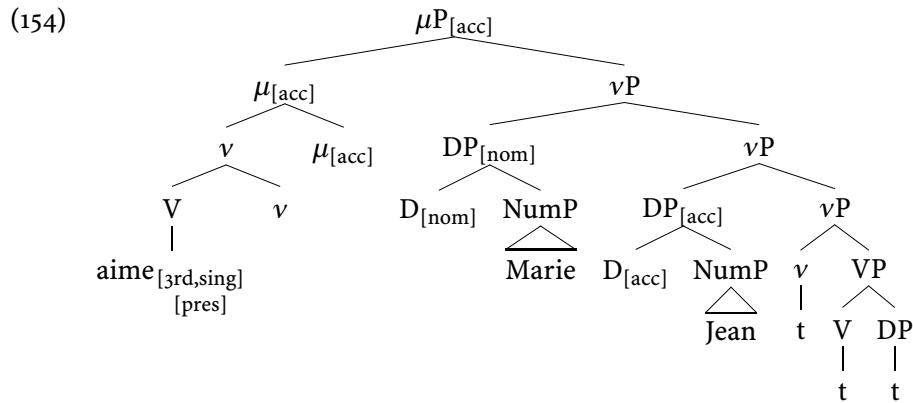 (154)
μP[acc]
μ[acc] νP
ν μ[acc] DP[nom] νP
V ν D[nom] NumP DP[acc] νP
aime[3rd,sing] Marie D[acc] NumP ν VP
[pres]
Jean t V DP
t t